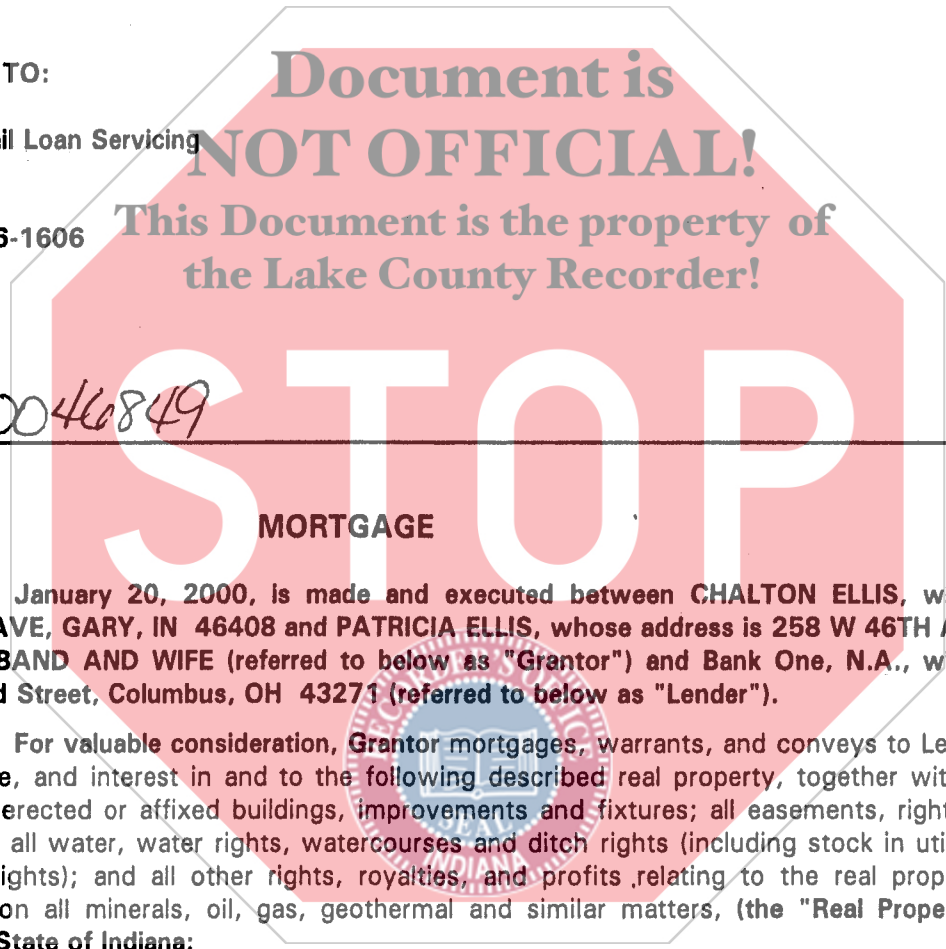 TO:
Document is
il Loan Servicing
NOT OFFICIAL!
-1606
This Document is the property of
the Lake County Recorder!
046849
STOP
MORTGAGE
January 20, 2000, is made and executed between CHALTON ELLIS, w
AVE, GARY, IN 46408 and PATRICIA ELLIS, whose address is 258 W 46TH A
BAND AND WIFE (referred to below as "Grantor") and Bank One, N.A., w
d Street, Columbus, OH 43271 (referred to below as "Lender").
For valuable consideration, Grantor mortgages, warrants, and conveys to Le
e, and interest in and to the following described real property, together wit
erected or affixed buildings, improvements and fixtures; all easements, right
all water, water rights, watercourses and ditch rights (including stock in uti
ights); and all other rights, royalties, and profits relating to the real prop
on all minerals, oil, gas, geothermal and similar matters, (the "Real Prope
State of Indiana:
SEAL
INDIANA